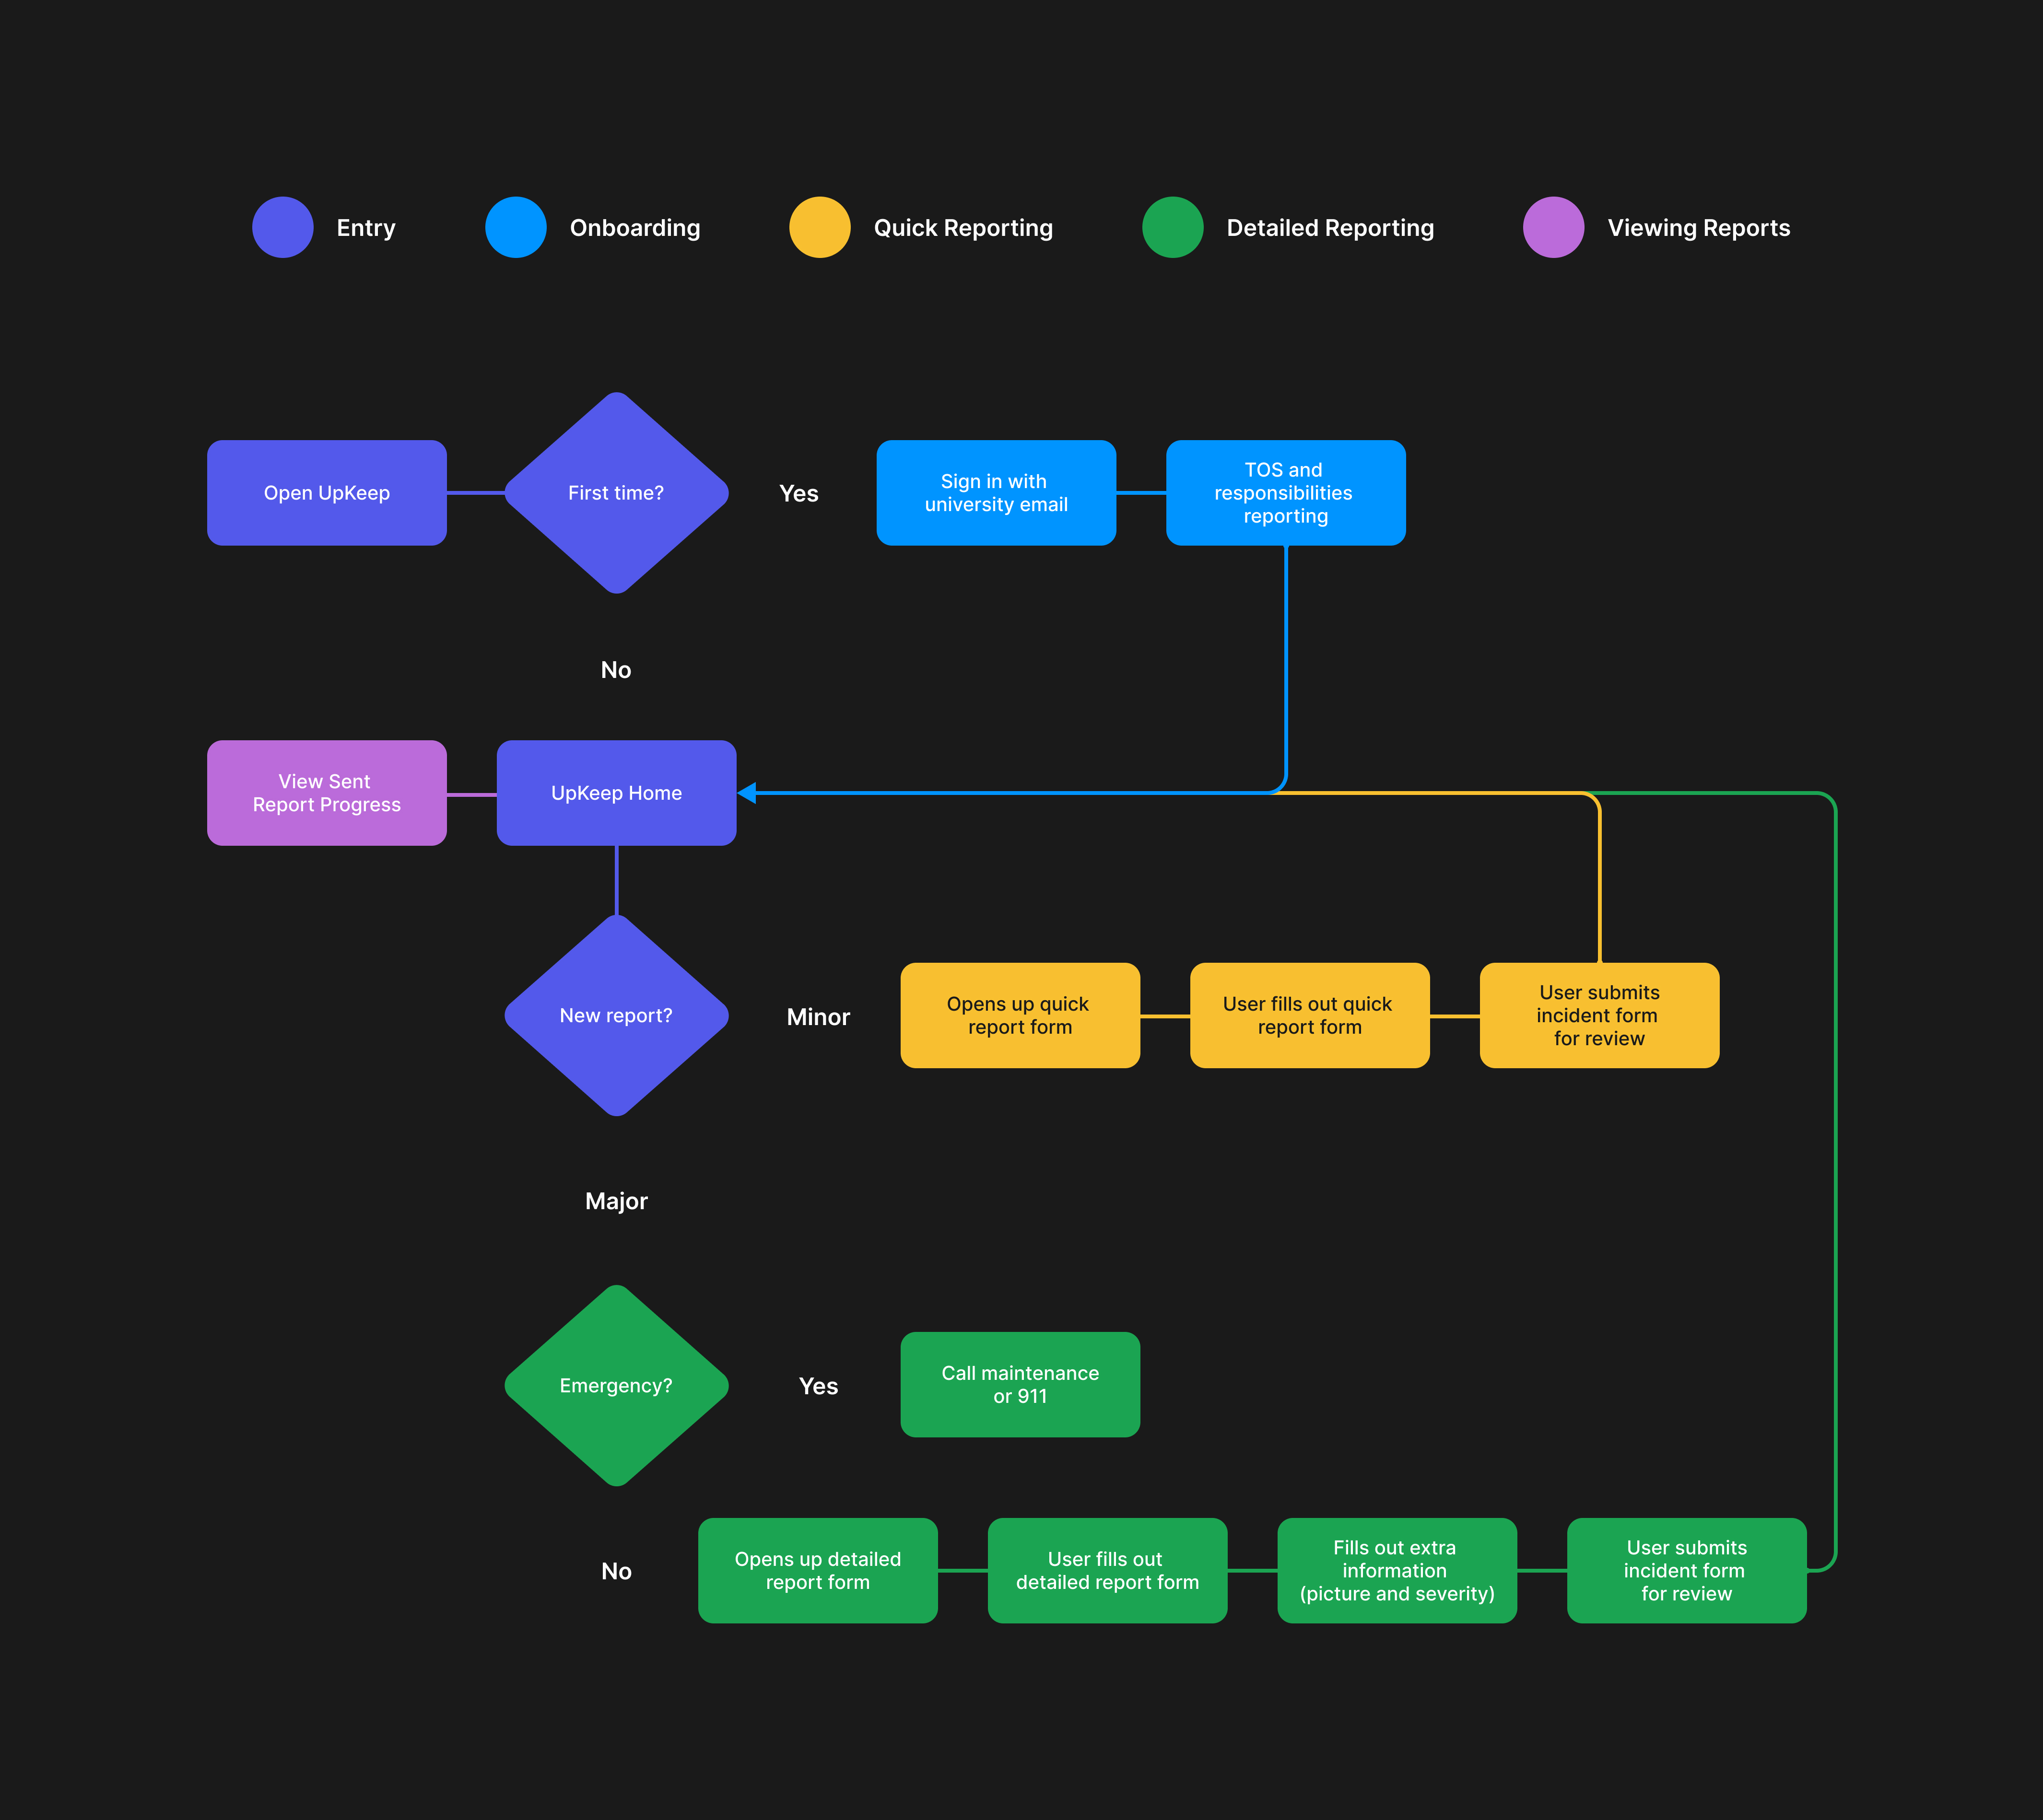 Entry
Onboarding
Quick Reporting
Detailed Reporting
Viewing Reports
Open UpKeep
First time?
Yes
Sign in with
university email
TOS and
responsibilities
reporting
No
View Sent
Report Progress
UpKeep Home
New report?
Minor
Opens up quick
report form
User fills out quick
report form
User submits
incident form
for review
Major
Emergency?
Yes
Call maintenance
or 911
No
Opens up detailed
report form
User fills out
detailed report form
Fills out extra
information
(picture and severity)
User submits
incident form
for review